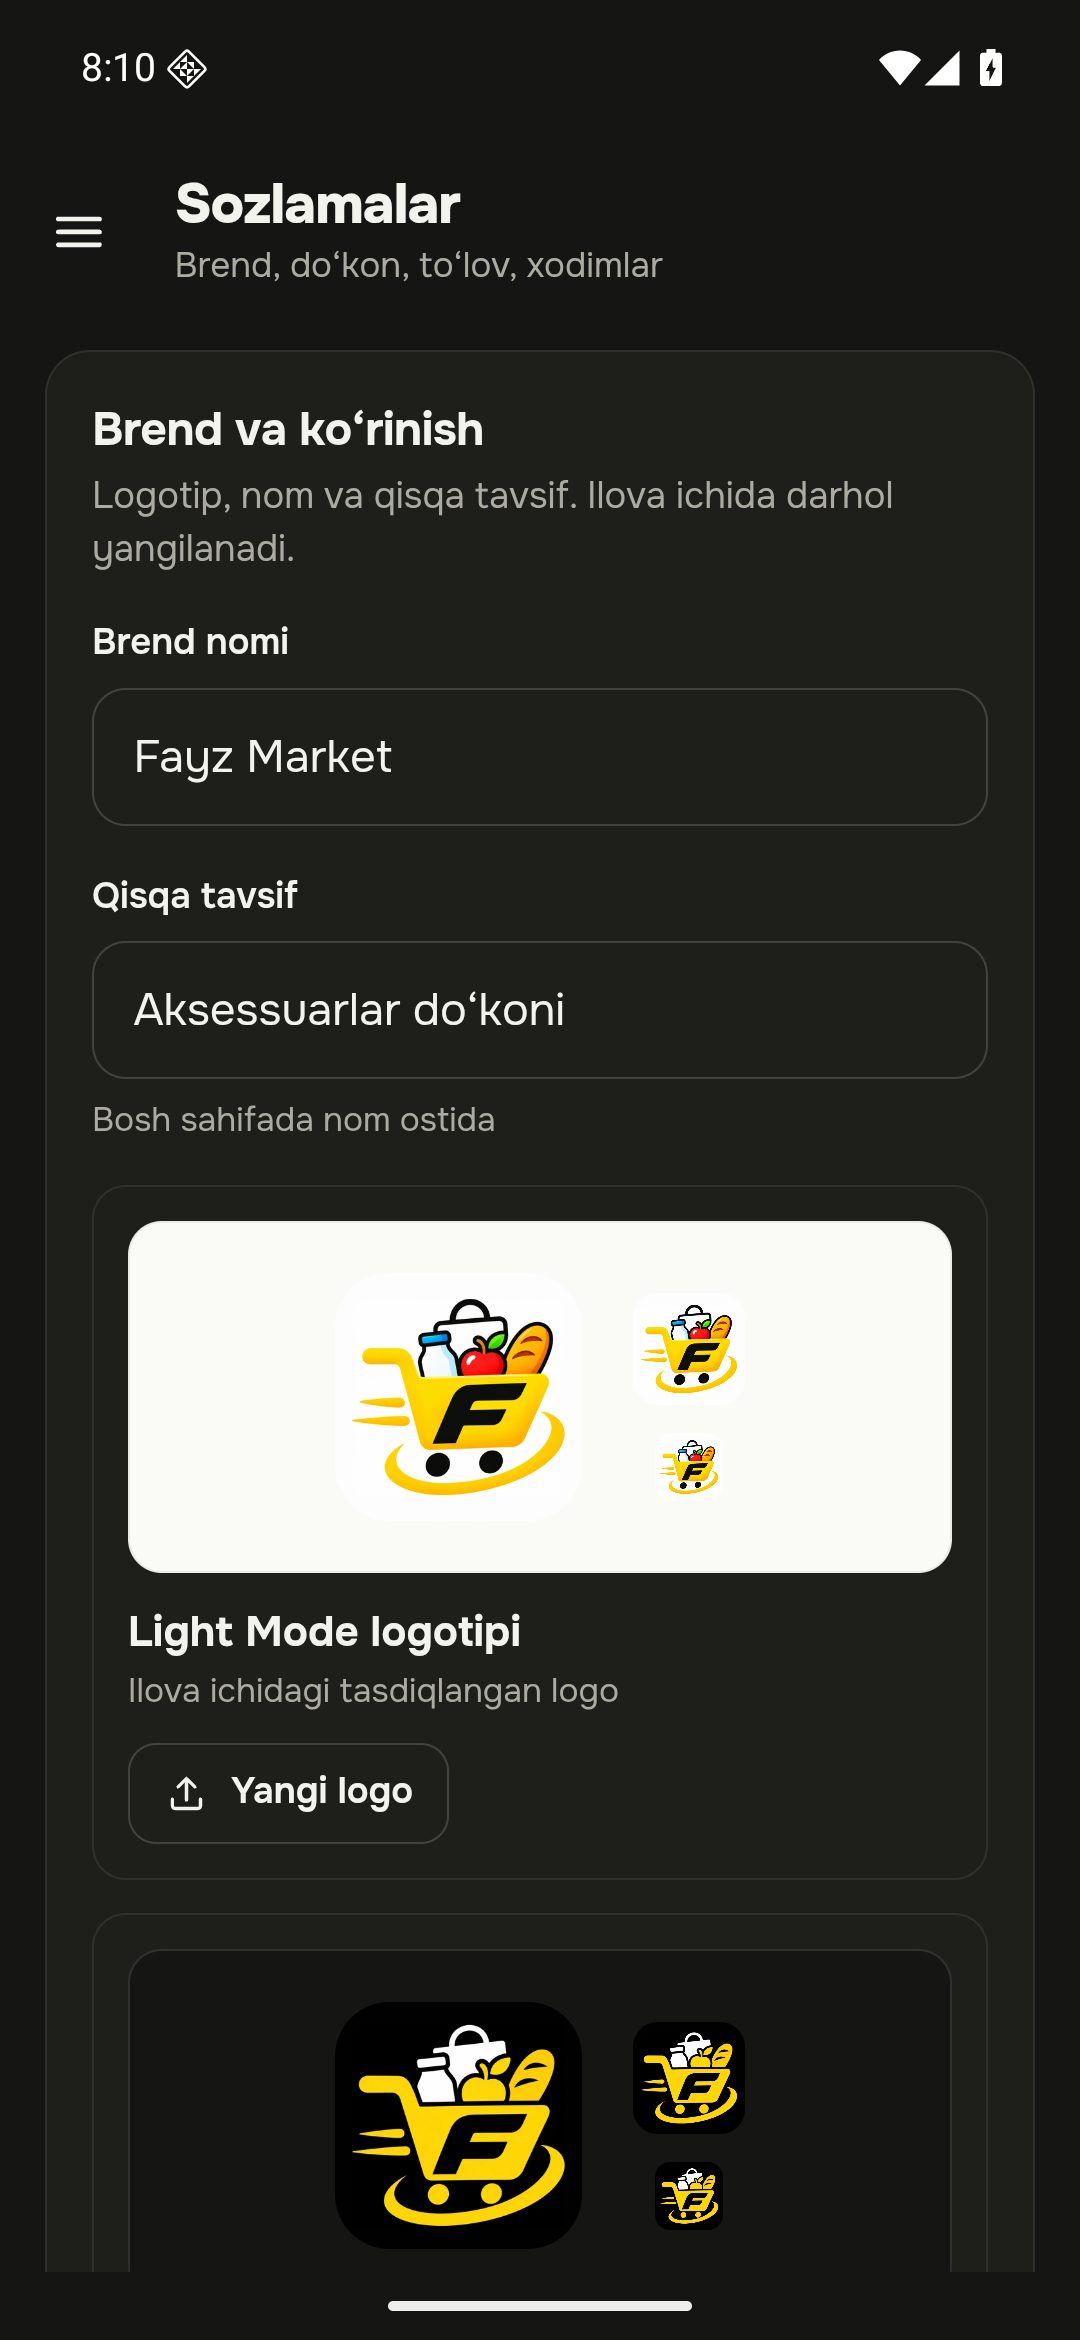 8:10
Sozlamalar
Brend, do‘kon, to‘lov, xodimlar
Brend va ko‘rinish
Logotip, nom va qisqa tavsif. Ilova ichida darhol
yangilanadi.
Brend nomi
Fayz Market
Qisqa tavsif
Aksessuarlar do‘koni
Bosh sahifada nom ostida
F
F
F
Light Mode logotipi
Ilova ichidagi tasdiqlangan logo
Yangi logo
F
F
F